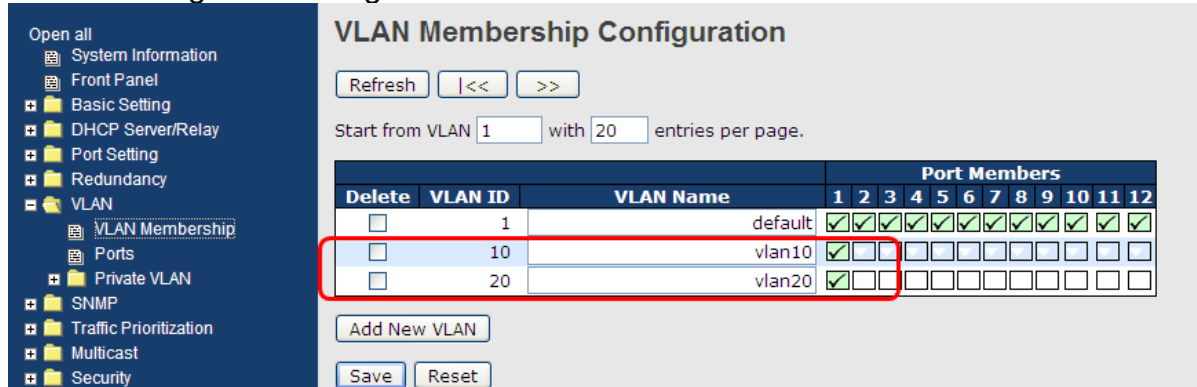 Open all
System Information
Front Panel
Basic Setting
DHCP Server/Relay
Port Setting
Redundancy
VLAN
VLAN Membership
Ports
Private VLAN
SNMP
Traffic Prioritization
Multicast
Security
VLAN Membership Configuration
Refresh |<< >>
Start from VLAN 1 with 20 entries per page.
Port Members
Delete VLAN ID VLAN Name 1 2 3 4 5 6 7 8 9 10 11 12
1 default
10 vlan10
20 vlan20
Add New VLAN
Save Reset